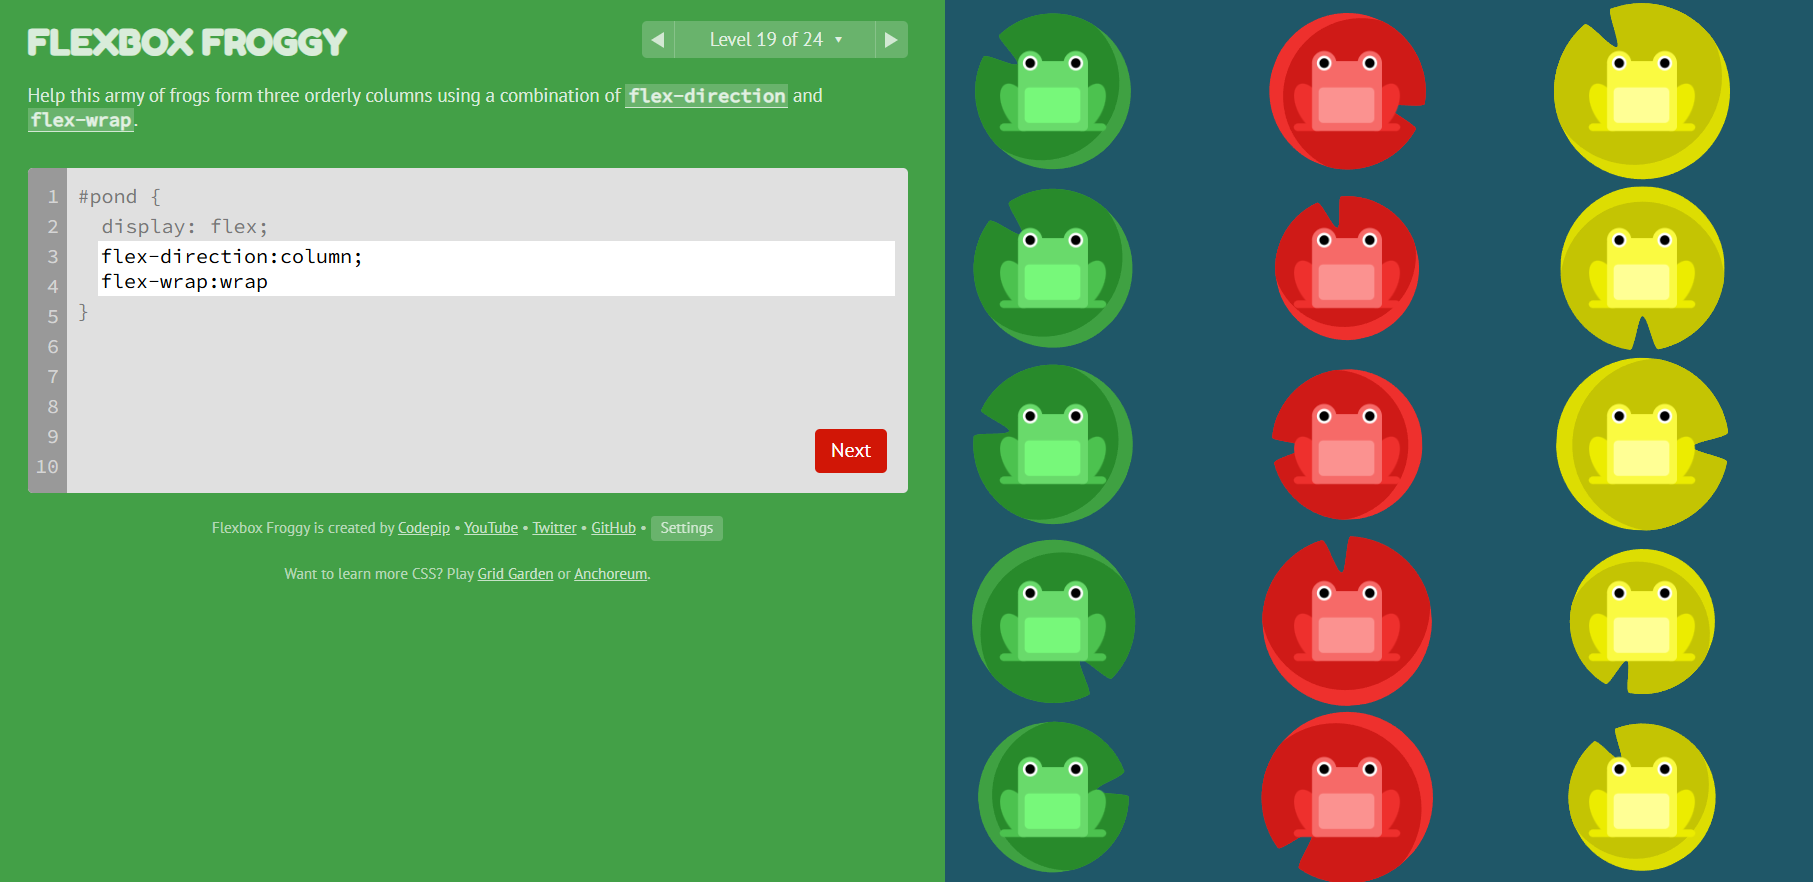 FLEXBOX FROGGY
Level 19 of 24
Help this army of frogs form three orderly columns using a combination of flex-direction and
flex-wrap.
1 #pond {
2 display: flex;
3 flex-direction:column;
4 flex-wrap:wrap
5 }
6
7
8
9
10
Next
Flexbox Froggy is created by Codepip • YouTube • Twitter • GitHub • Settings
Want to learn more CSS? Play Grid Garden or Anchoreum.